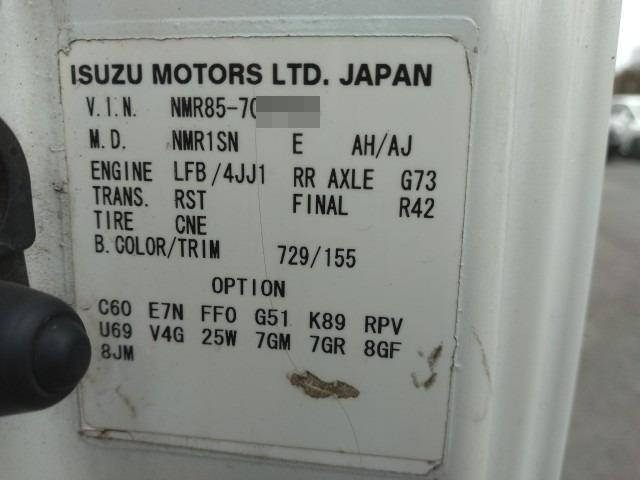 ISUZU MOTORS LTD. JAPAN
V.I.N. NMR85-70
M.D. NMR1SN E AH/AJ
ENGINE LFB/4JJ1 RR AXLE G73
TRANS. RST FINAL R42
TIRE CNE
B.COLOR/TRIM 729/155
OPTION
C60 E7N FF0 G51 K89 RPV
U69 V4G 25W 7GM 7GR 8GF
8JM